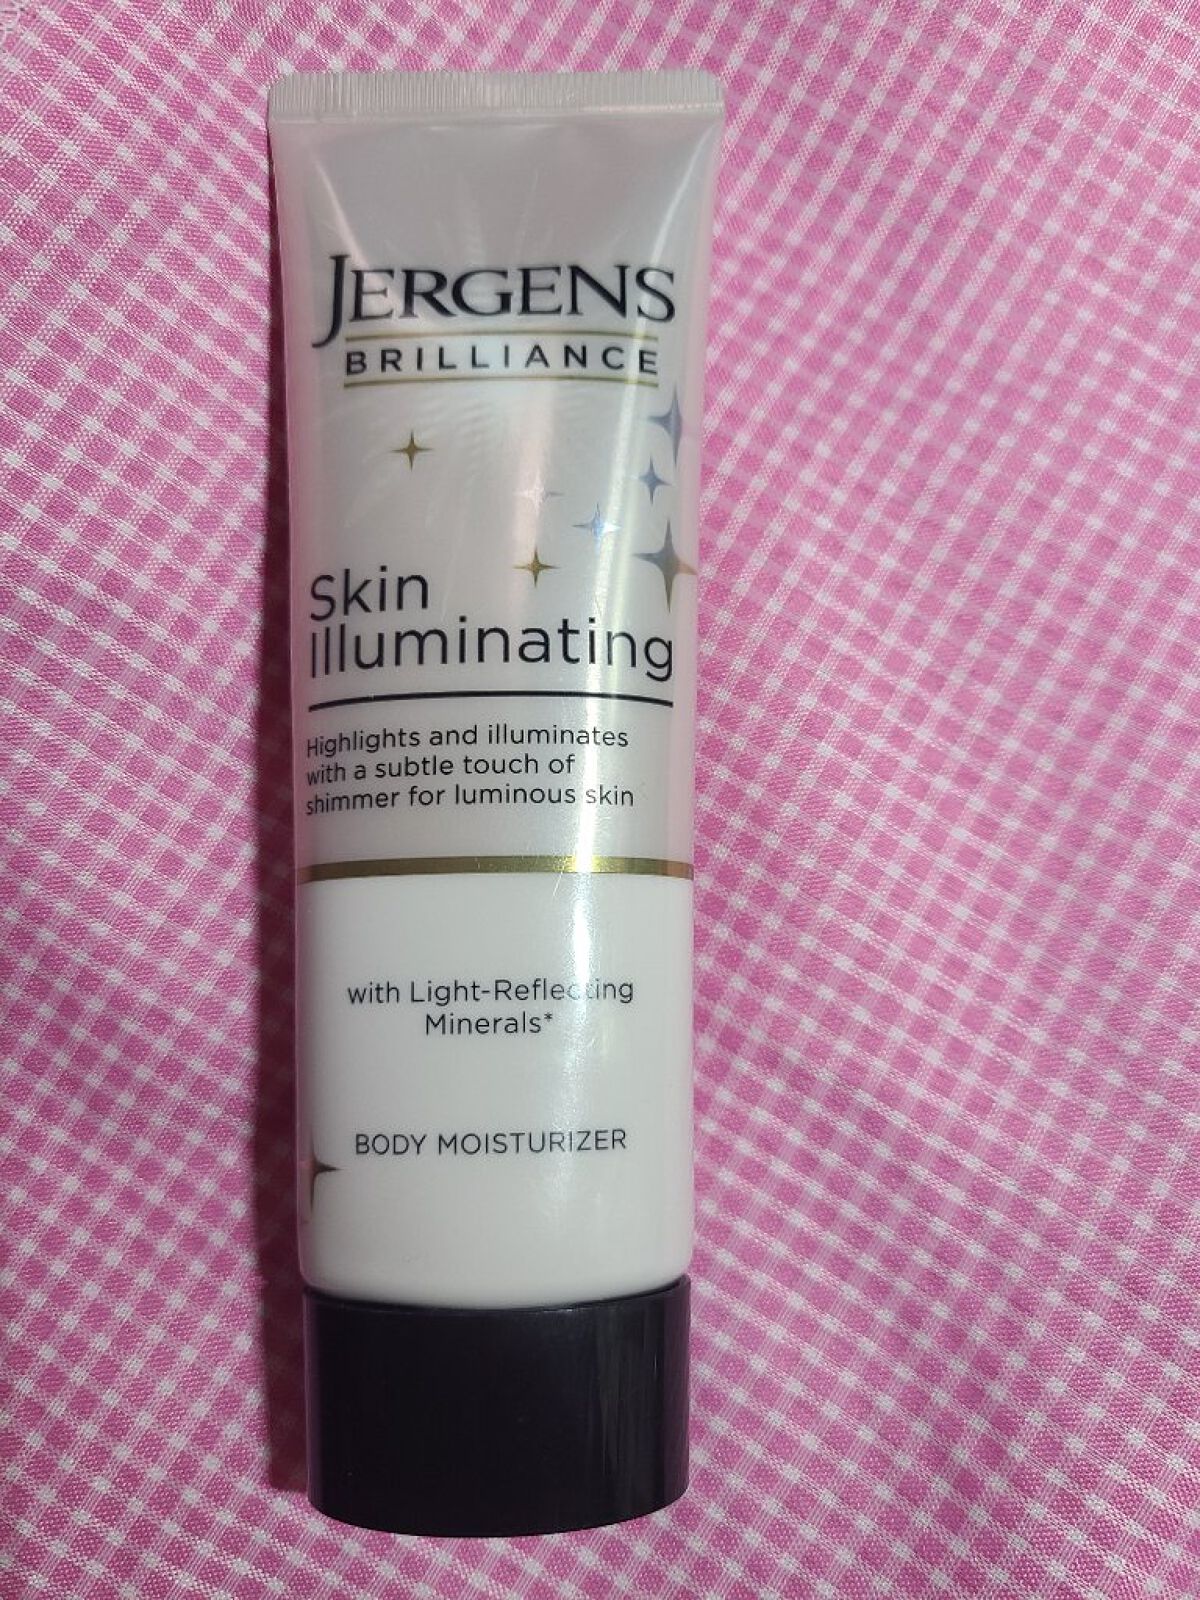 JERGENS
BRILLIANCE
Skin
Illuminating
Highlights and illuminates
with a subtle touch of
shimmer for luminous skin
with Light-Reflecting
Minerals*
BODY MOISTURIZER